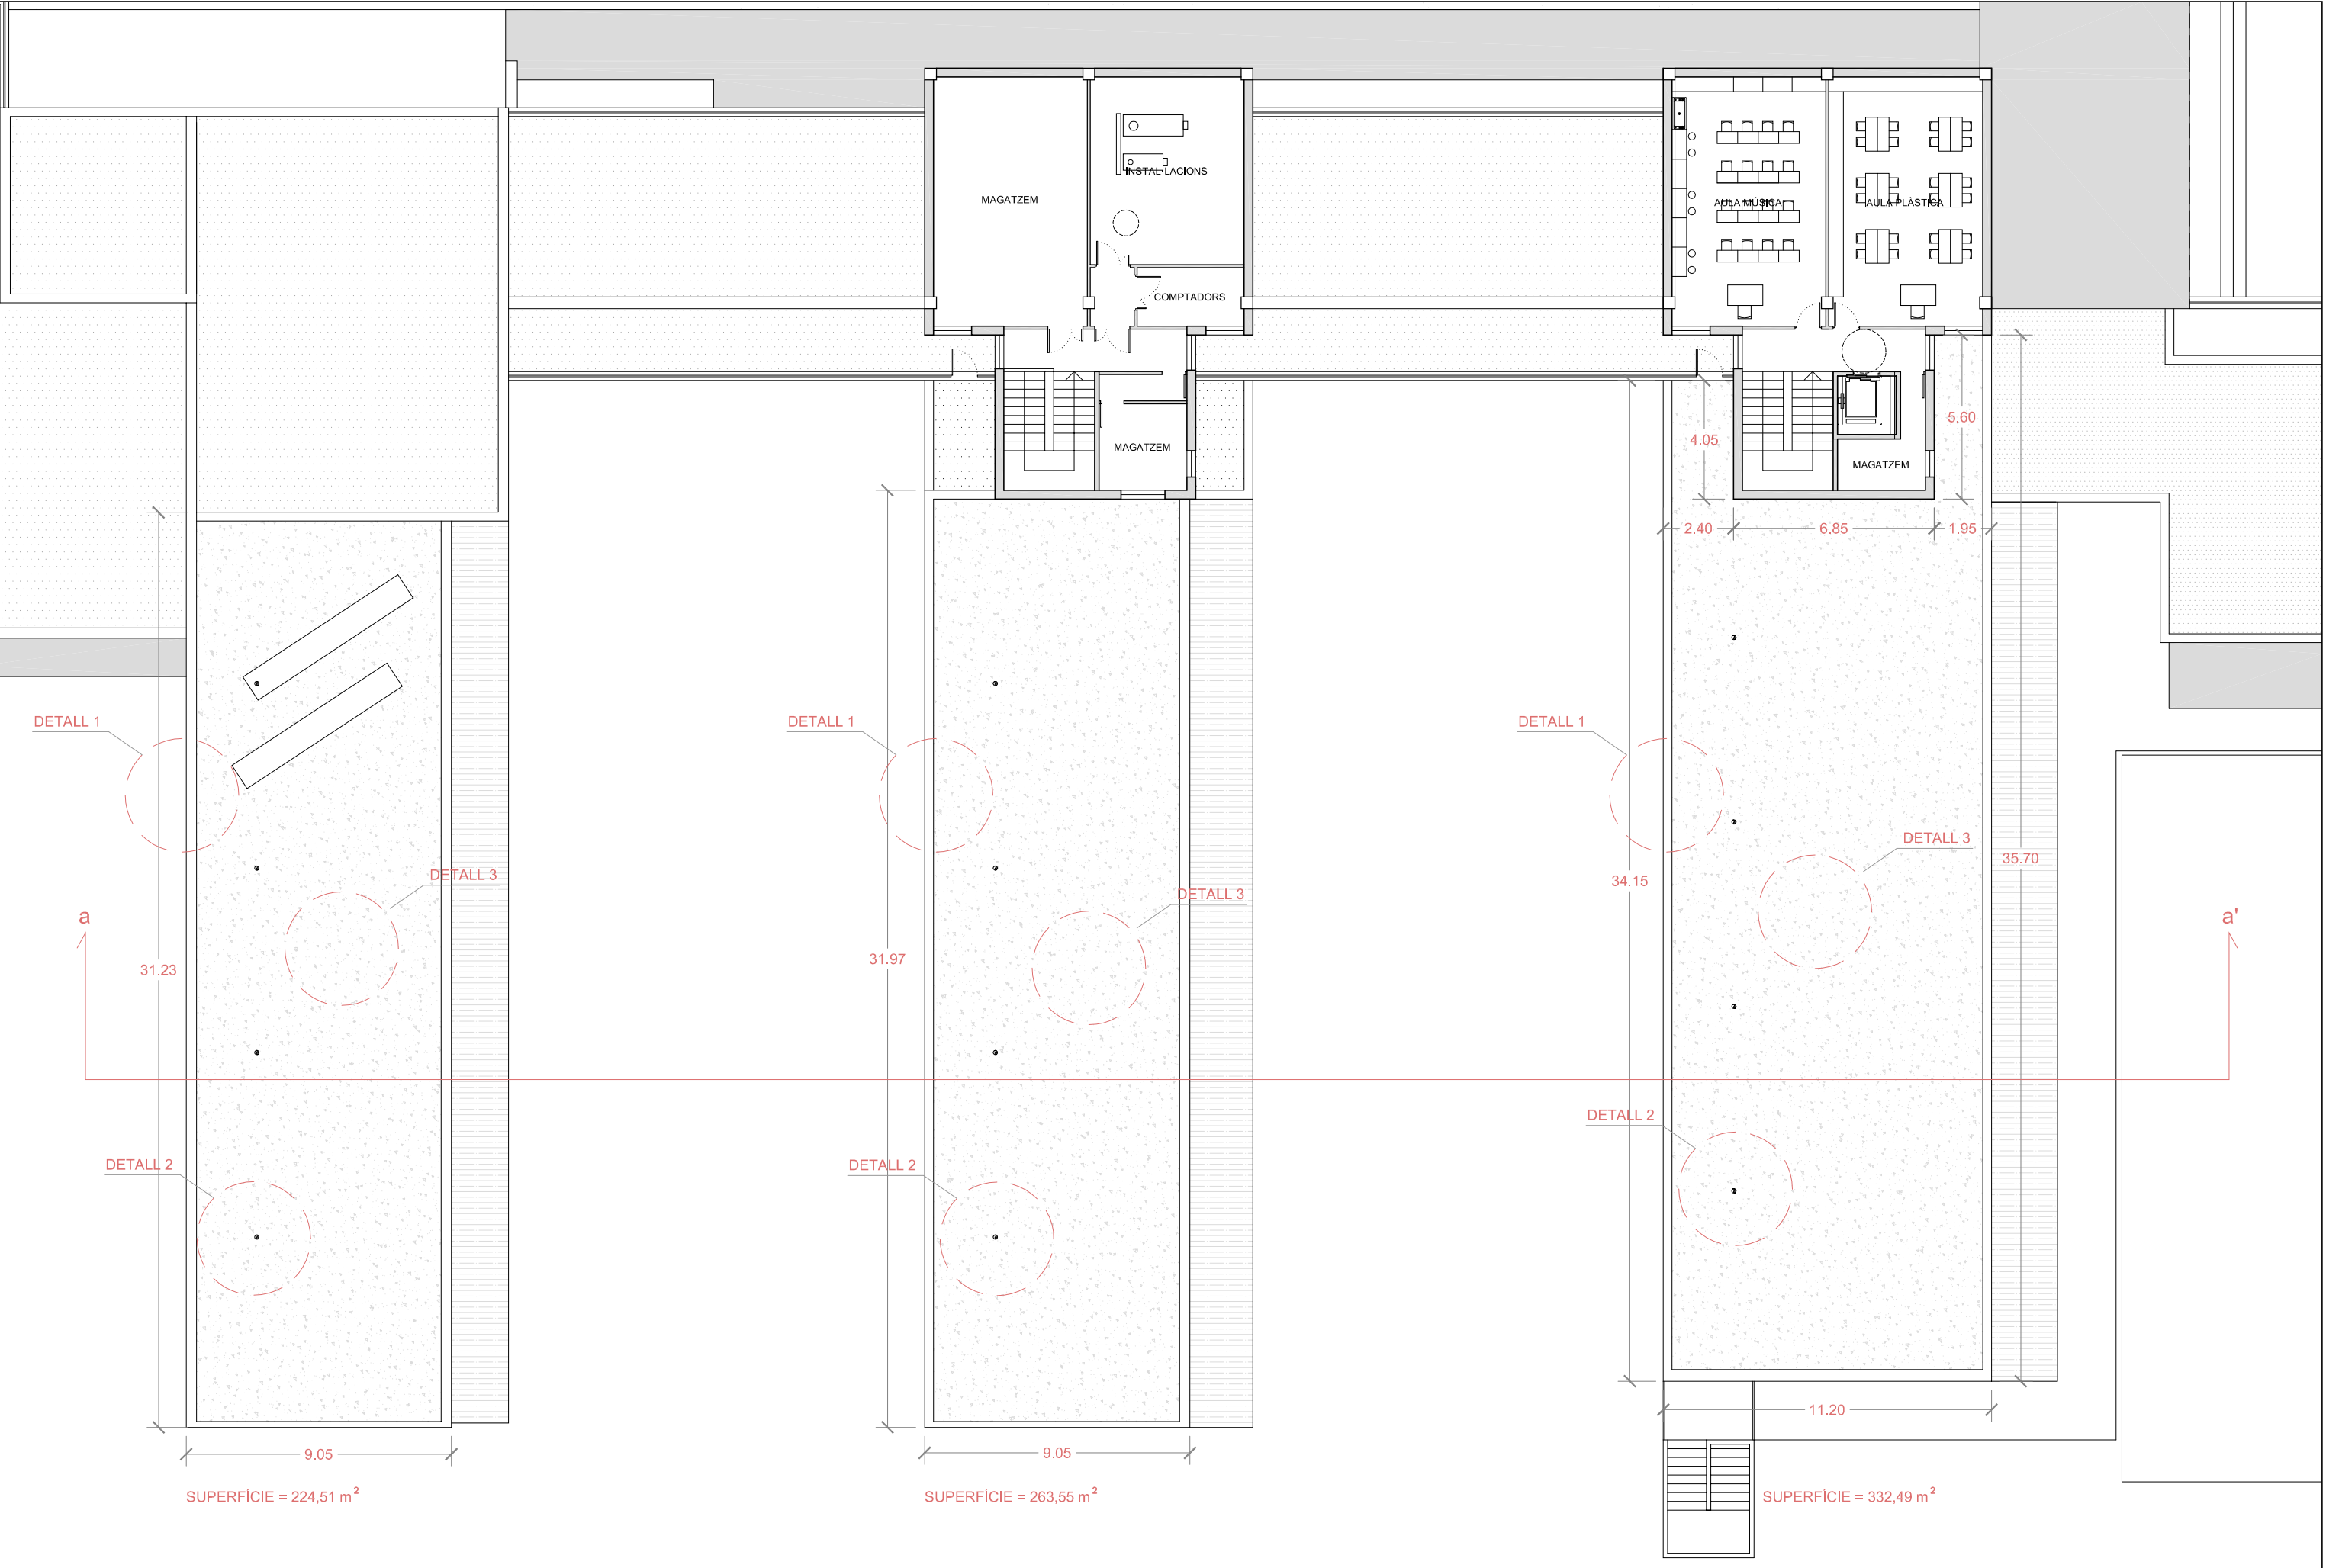 MAGATZEM
INSTAL·LACIONS
COMPTADORS
MAGATZEM
AULA MÚSICA
AULA PLÀSTICA
MAGATZEM
4.05
5.60
2.40
6.85
1.95
DETALL 1
DETALL 1
DETALL 1
DETALL 3
DETALL 3
DETALL 3
35.70
34.15
a
a'
31.23
31.97
DETALL 2
DETALL 2
DETALL 2
11.20
9.05
9.05
SUPERFÍCIE = 224,51 m²
SUPERFÍCIE = 263,55 m²
SUPERFÍCIE = 332,49 m²